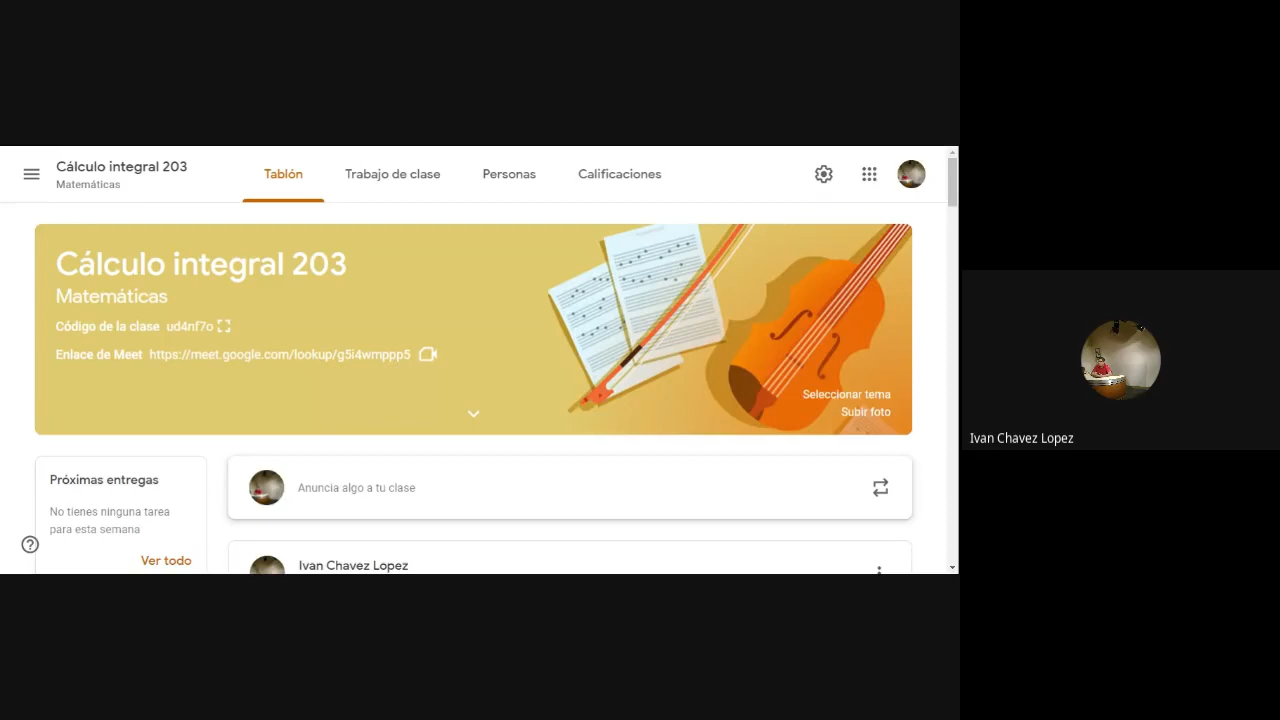 Cálculo integral 203
Matemáticas
Tablón
Trabajo de clase
Personas
Calificaciones
Cálculo integral 203
Matemáticas
Código de la clase ud4nf7o
Enlace de Meet https://meet.google.com/lookup/g5i4wmppp5
Seleccionar tema
Subir foto
Próximas entregas
No tienes ninguna tarea
para esta semana
Ver todo
Anuncia algo a tu clase
Ivan Chavez Lopez
Ivan Chavez Lopez